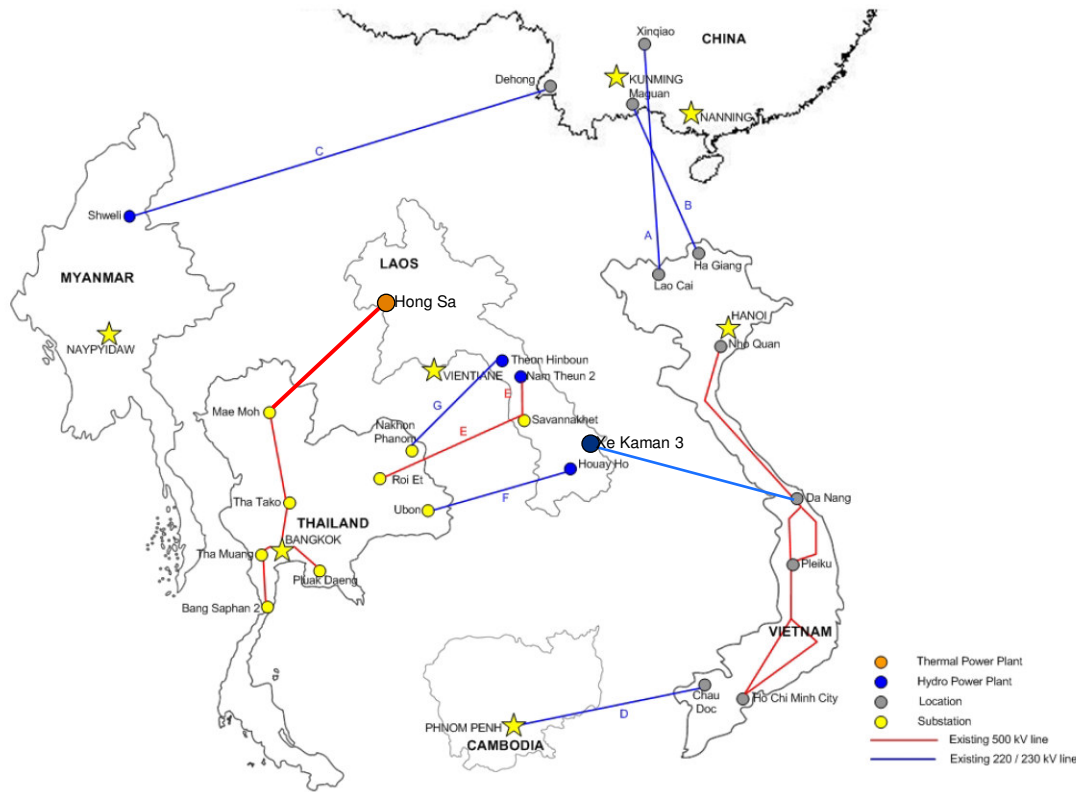 Xinqiao
CHINA
Dehong
KUNMING
Maguan
NANNING
C
Shweli
B
A
MYANMAR
LAOS
Ha Giang
Lao Cai
Hong Sa
HANOI
NAYPYIDAW
Nho Quan
Theun Hinboun
VIENTIANE
Nam Theun 2
E
G
Mae Moh
Savannakhet
Nakhon
Phanom
E
Xe Kaman 3
Houay Ho
Roi Et
F
Da Nang
Tha Tako
Ubon
THAILAND
BANGKOK
Tha Muang
Pluak Daeng
Pleiku
Bang Saphan 2
VIETNAM
Thermal Power Plant
Hydro Power Plant
Chau
Doc
Ho Chi Minh City
Location
D
PHNOM PENH
Substation
CAMBODIA
Existing 500 kV line
Existing 220 / 230 kV line